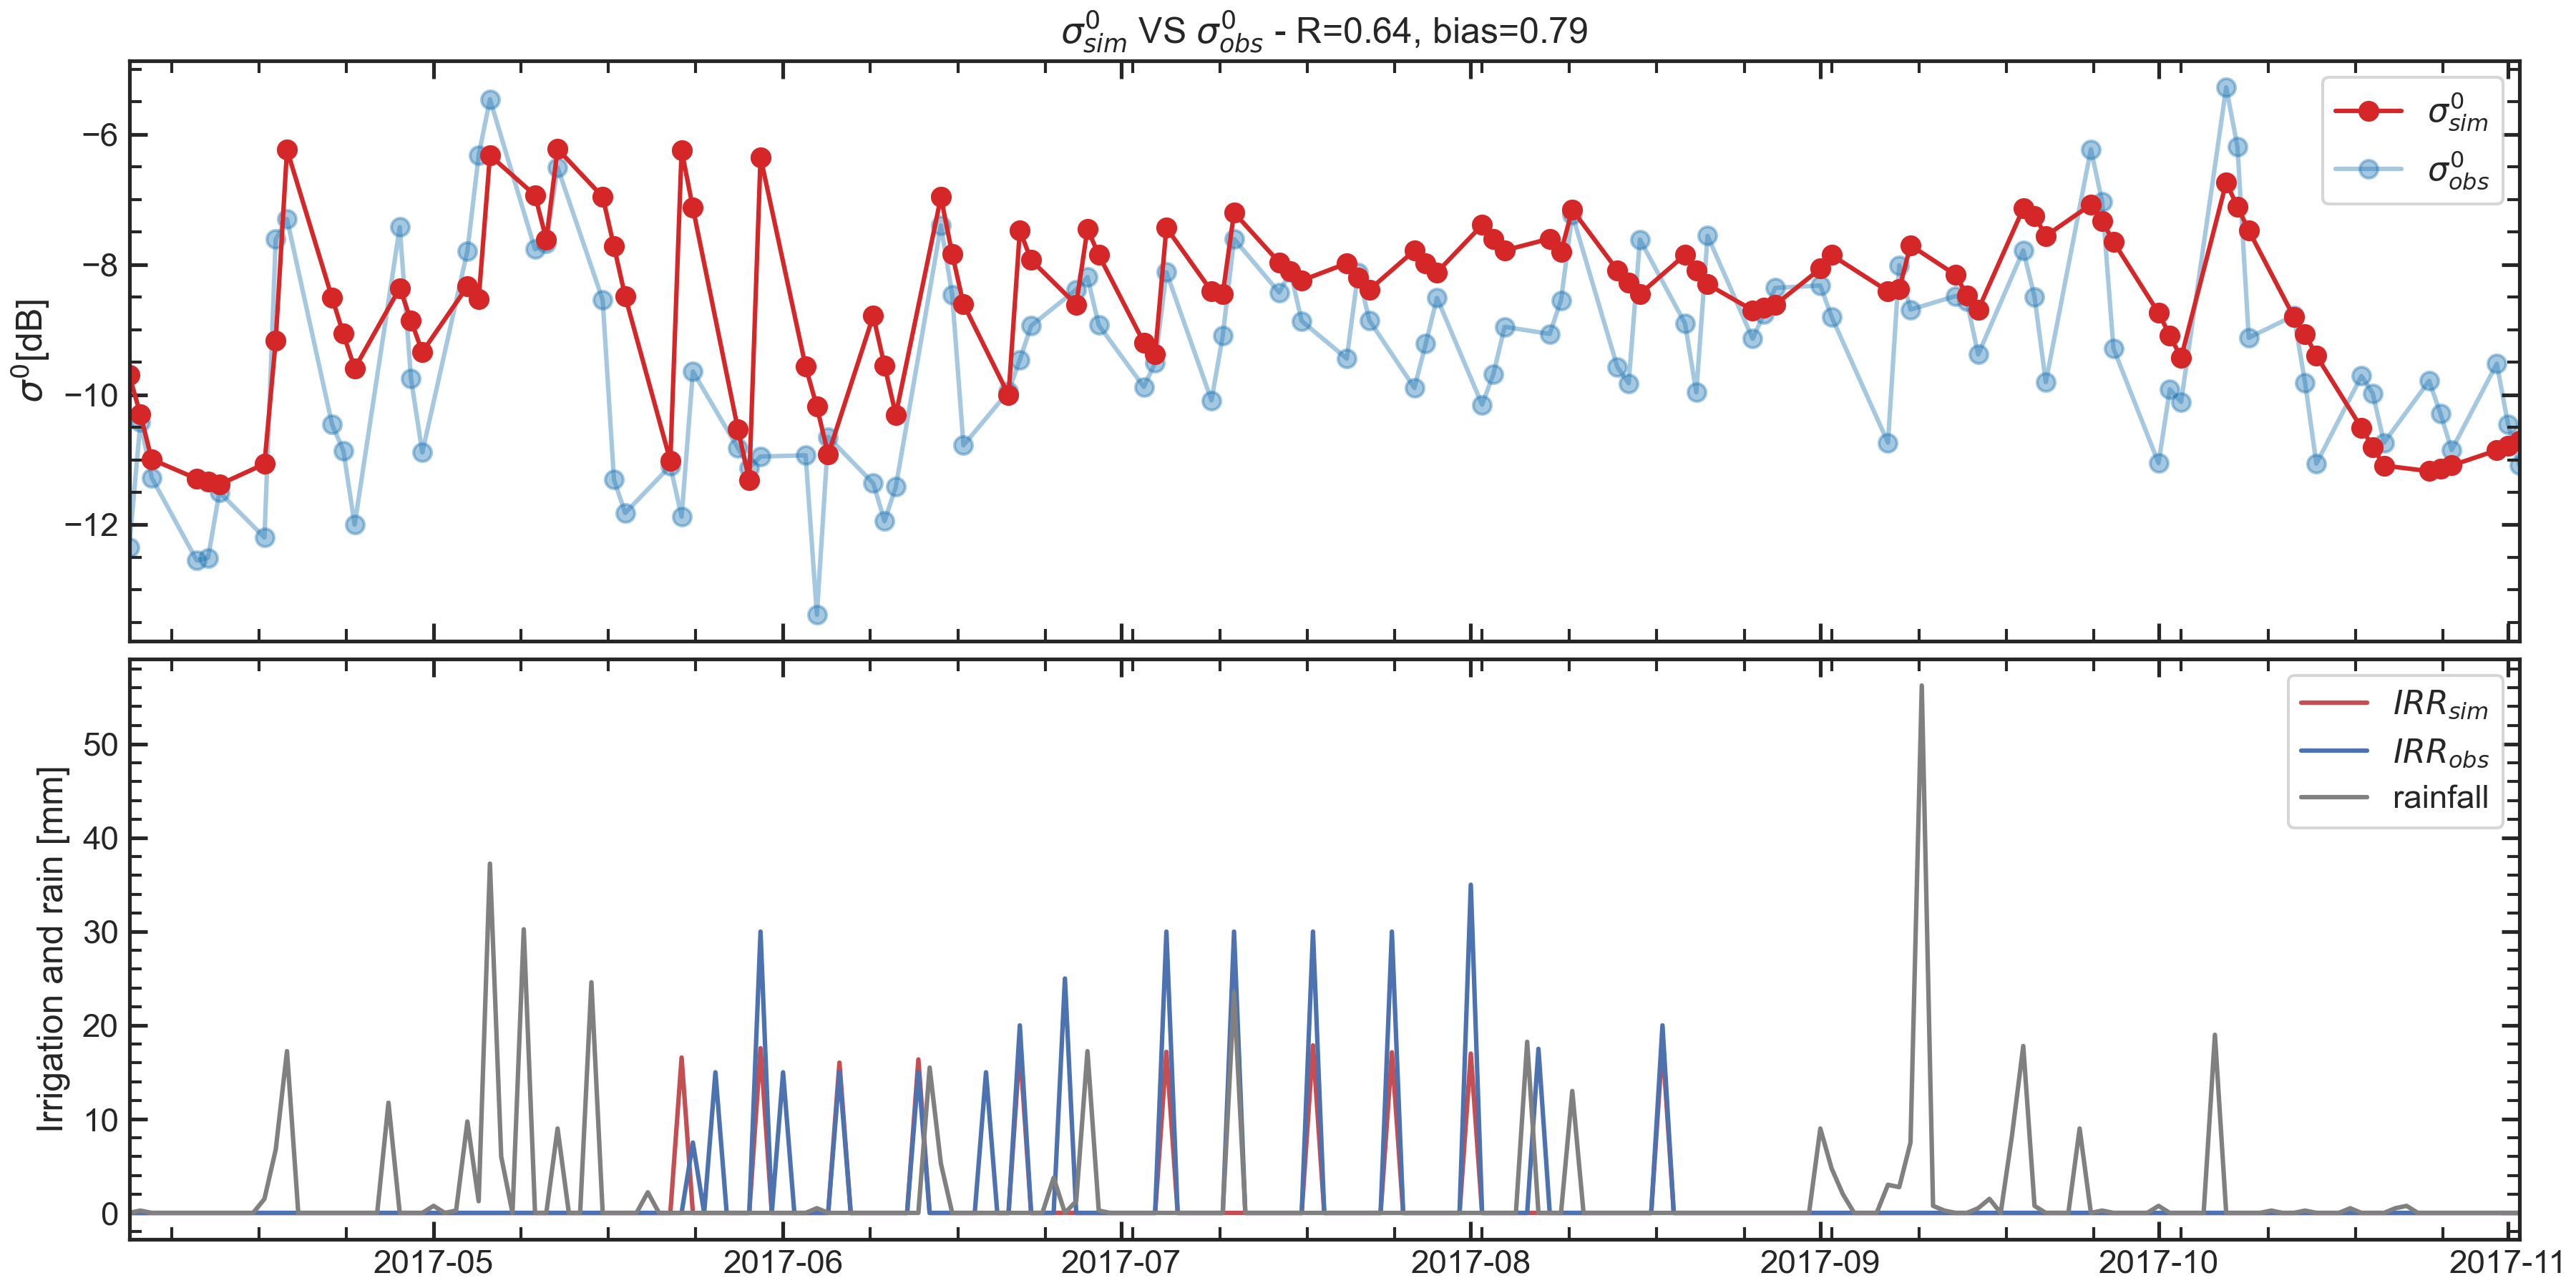 σ⁰sim VS σ⁰obs - R=0.64, bias=0.79
σ⁰[dB]
−6
−8
−10
−12
σ⁰sim
σ⁰obs
Irrigation and rain [mm]
50
40
30
20
10
0
IRRsim
IRRobs
rainfall
2017-05
2017-06
2017-07
2017-08
2017-09
2017-10
2017-11